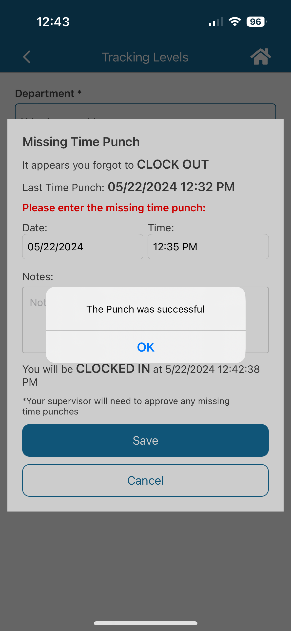 12:43
96
Tracking Levels
Department *
Missing Time Punch
It appears you forgot to CLOCK OUT
Last Time Punch: 05/22/2024 12:32 PM
Please enter the missing time punch:
Date: Time:
05/22/2024 12:35 PM
Notes:
The Punch was successful
OK
You will be CLOCKED IN at 5/22/2024 12:42:38
PM
*Your supervisor will need to approve any missing
time punches
Save
Cancel